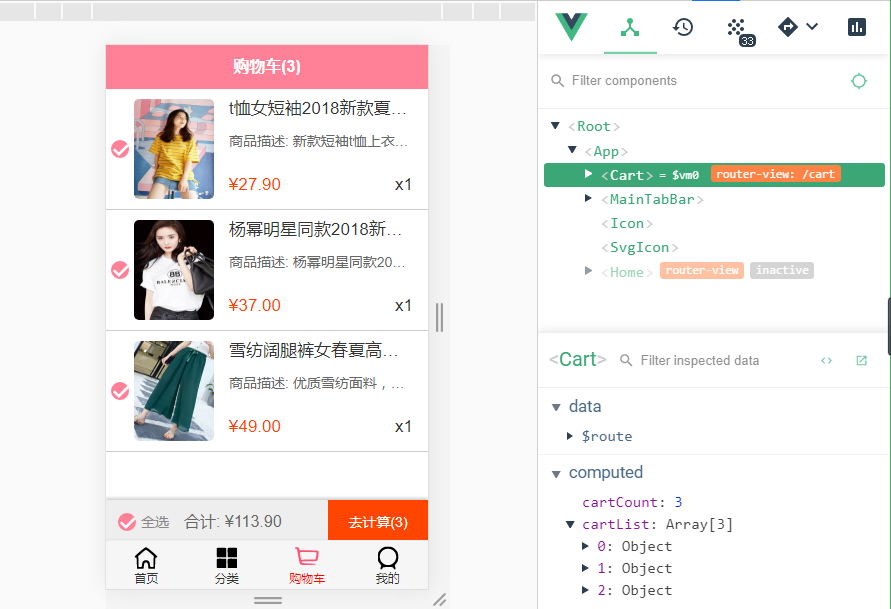 购物车(3)
t恤女短袖2018新款夏…
商品描述: 新款短袖t恤上衣…
¥27.90
x1
杨幂明星同款2018新…
商品描述: 杨幂明星同款20…
¥37.00
x1
雪纺阔腿裤女春夏高…
商品描述: 优质雪纺面料，…
¥49.00
x1
全选
合计: ¥113.90
去计算(3)
首页
分类
购物车
我的
33
Filter components
<Root>
<App>
<Cart> = $vm0 router-view: /cart
<MainTabBar>
<Icon>
<SvgIcon>
<Home> router-view inactive
<Cart>
Filter inspected data
data
$route
computed
cartCount: 3
cartList: Array[3]
0: Object
1: Object
2: Object